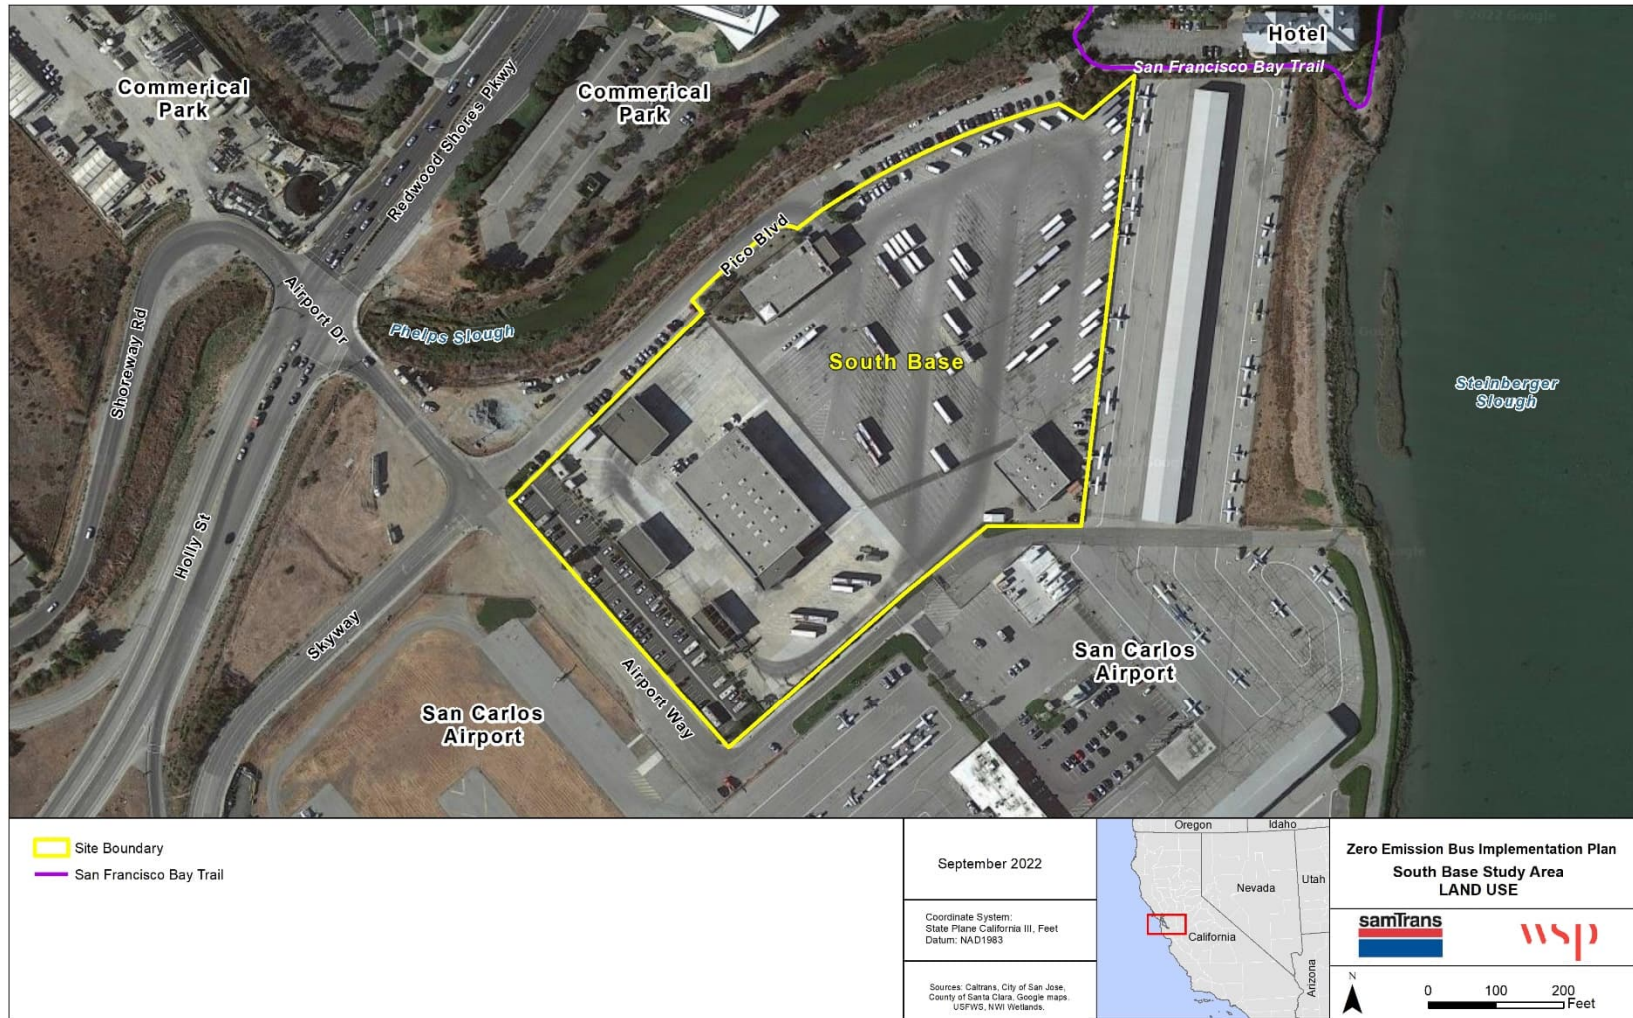 © 2022 Google
Hotel
San Francisco Bay Trail
Commerical
Park
Commerical
Park
Redwood Shores Pkwy
Pico Blvd
Airport Dr
Phelps Slough
Shoreway Rd
South Base
Steinberger
Slough
Holly St
Skyway
Airport Way
San Carlos
Airport
San Carlos
Airport
Site Boundary
San Francisco Bay Trail
September 2022
Coordinate System:
State Plane California III, Feet
Datum: NAD1983
Sources: Caltrans, City of San Jose,
County of Santa Clara, Google maps.
USFWS, NWI Wetlands.
Oregon
Idaho
Nevada
Utah
California
Arizona
Zero Emission Bus Implementation Plan
South Base Study Area
LAND USE
samTrans
wsp
N
0 100 200
Feet